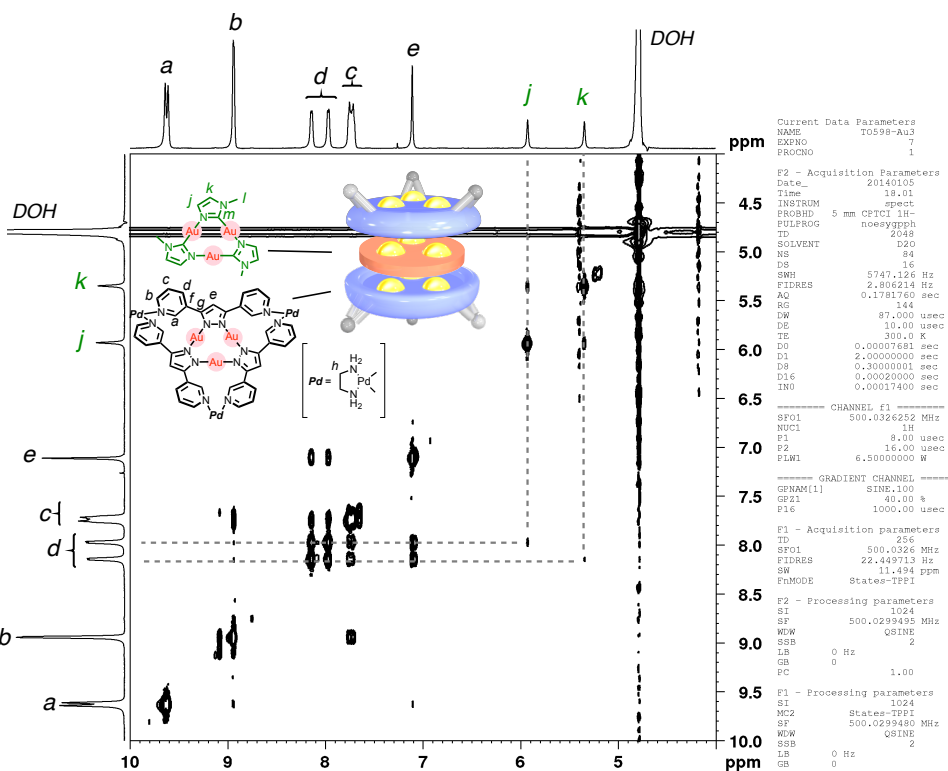 b
DOH
a
d
c
e
j
k
ppm
DOH
k
j
e
c
d
b
a
k
j
l
m
N
N
Au
Au
N
N
N
Au
N
c
b
d
e
f
g
a
Pd
N
N
N
N
Pd
Au
Au
N
N
N
N
Au
N
N
N
N
Pd
Pd =
h
H2
N
Pd
N
H2
5.0
5.5
6.0
6.5
7.0
7.5
8.0
8.5
9.0
9.5
10.0
10
9
8
7
6
5
ppm
Current Data Parameters
NAME TO598-Au3
EXPNO 7
PROCNO 1
F2 - Acquisition Parameters
Date_ 20140105
Time 18.01
INSTRUM spect
PROBHD 5 mm CPTCI 1H-
PULPROG noesygpph
TD 2048
SOLVENT D2O
NS 84
DS 16
SWH 5747.126 Hz
FIDRES 2.806214 Hz
AQ 0.1781760 sec
RG 144
DW 87.000 usec
DE 10.00 usec
TE 300.0 K
D0 0.00007681 sec
D1 2.00000000 sec
D8 0.30000001 sec
D16 0.00020000 sec
IN0 0.00017400 sec
======== CHANNEL f1 ========
SFO1 500.0326252 MHz
NUC1 1H
P1 8.00 usec
P2 16.00 usec
PLW1 6.50000000 W
====== GRADIENT CHANNEL =====
GPNAM[1] SINE.100
GPZ1 40.00 %
P16 1000.00 usec
F1 - Acquisition parameters
TD 256
SFO1 500.0326 MHz
FIDRES 22.449713 Hz
SW 11.494 ppm
FnMODE States-TPPI
F2 - Processing parameters
SI 1024
SF 500.0299495 MHz
WDW QSINE
SSB 2
LB 0 Hz
GB 0
PC 1.00
F1 - Processing parameters
SI 1024
MC2 States-TPPI
SF 500.0299480 MHz
WDW QSINE
SSB 2
LB 0 Hz
GB 0